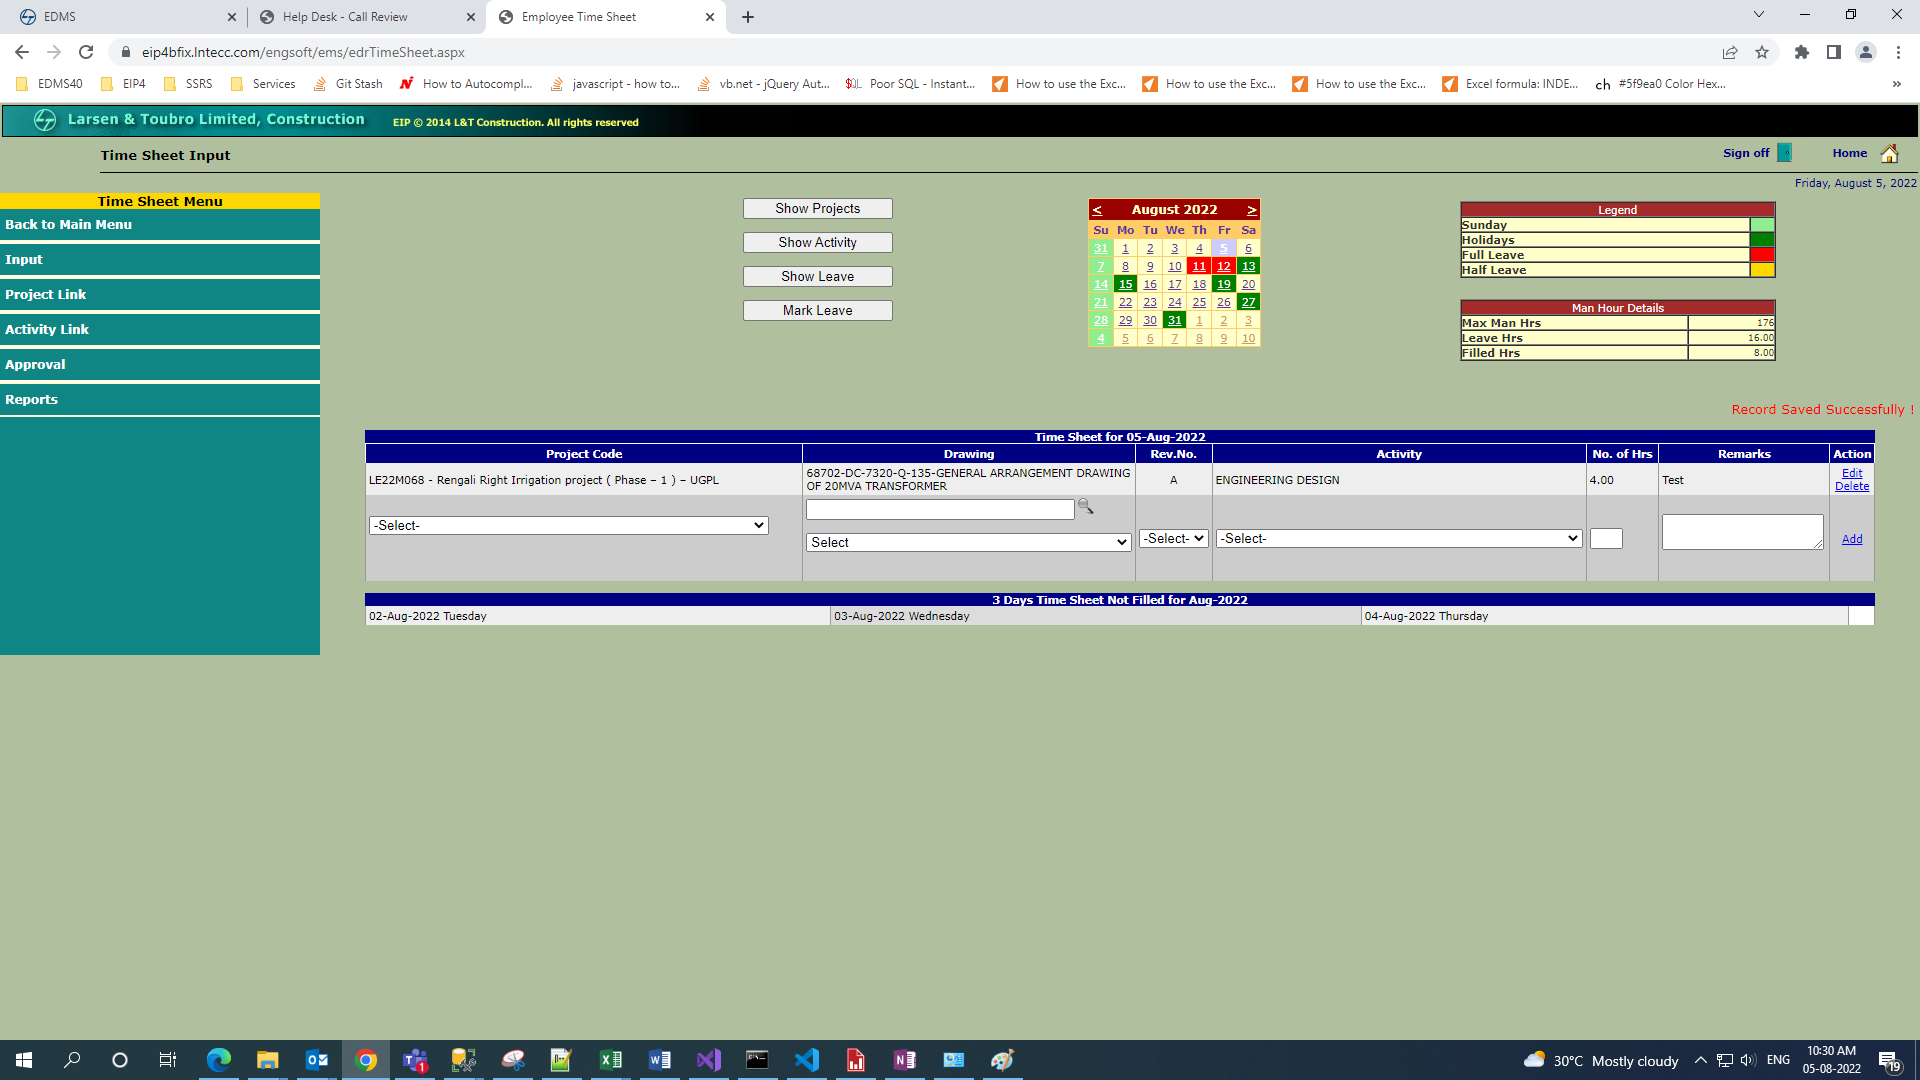 EDMS
Help Desk - Call Review
Employee Time Sheet
eip4bfix.lntecc.com/engsoft/ems/edrTimeSheet.aspx
EDMS40 EIP4 SSRS Services Git Stash How to Autocompl... javascript - how to... vb.net - jQuery Aut... Poor SQL - Instant... How to use the Exc... How to use the Exc... How to use the Exc... Excel formula: INDE... ch #5f9ea0 Color Hex... »
Larsen & Toubro Limited, Construction EIP © 2014 L&T Construction. All rights reserved
Time Sheet Input
Sign off Home
Friday, August 5, 2022
Time Sheet Menu
Back to Main Menu
Input
Project Link
Activity Link
Approval
Reports
Show Projects
Show Activity
Show Leave
Mark Leave
< August 2022 >
Su Mo Tu We Th Fr Sa
31 1 2 3 4 5 6
7 8 9 10 11 12 13
14 15 16 17 18 19 20
21 22 23 24 25 26 27
28 29 30 31 1 2 3
4 5 6 7 8 9 10
Legend
Sunday
Holidays
Full Leave
Half Leave
Man Hour Details
Max Man Hrs 176
Leave Hrs 16.00
Filled Hrs 8.00
Record Saved Successfully !
Time Sheet for 05-Aug-2022
Project Code Drawing Rev.No. Activity No. of Hrs Remarks Action
LE22M068 - Rengali Right Irrigation project ( Phase – 1 ) – UGPL
68702-DC-7320-Q-135-GENERAL ARRANGEMENT DRAWING
OF 20MVA TRANSFORMER
A
ENGINEERING DESIGN
4.00
Test
Edit
Delete
-Select-
Select
-Select-
-Select-
Add
3 Days Time Sheet Not Filled for Aug-2022
02-Aug-2022 Tuesday 03-Aug-2022 Wednesday 04-Aug-2022 Thursday
30°C Mostly cloudy
ENG
10:30 AM
05-08-2022
19
1